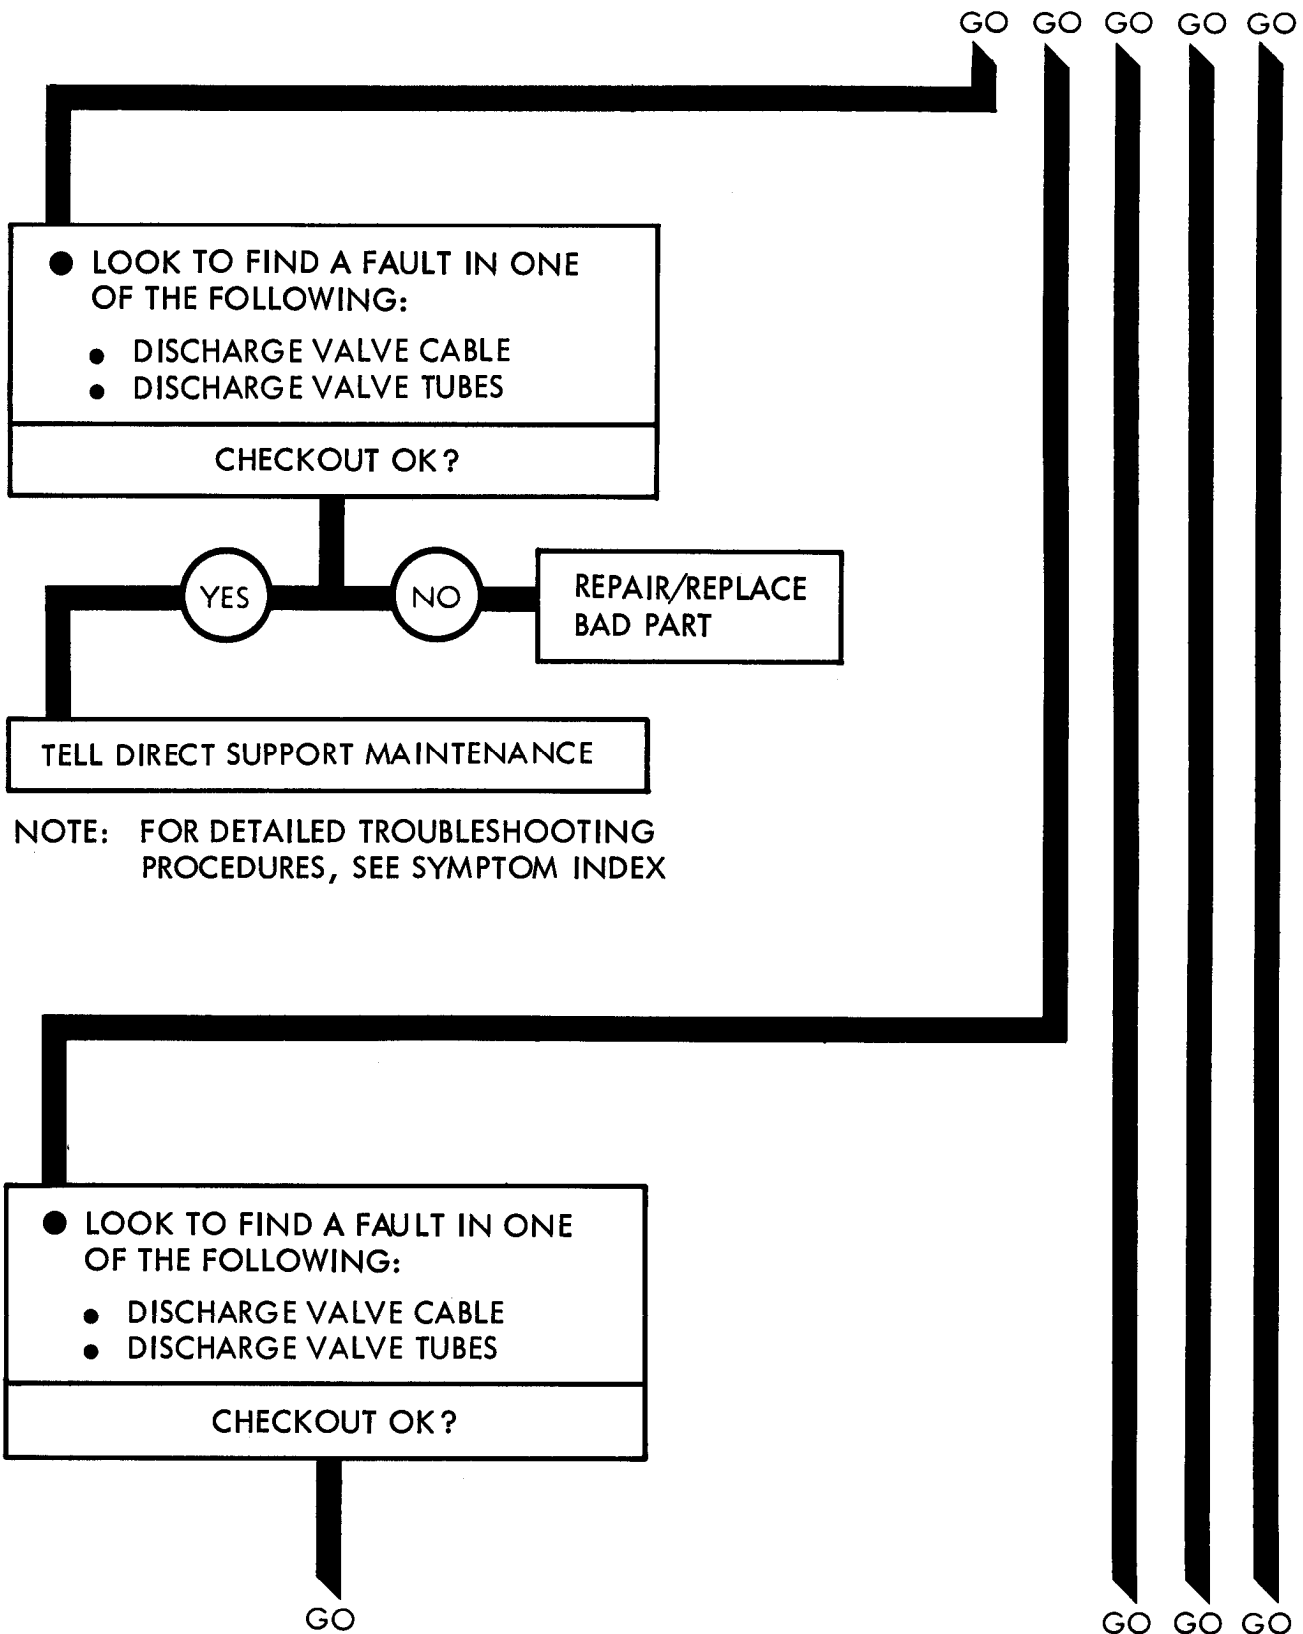 GO GO GO GO GO
● LOOK TO FIND A FAULT IN ONE
OF THE FOLLOWING:
● DISCHARGE VALVE CABLE
● DISCHARGE VALVE TUBES
CHECKOUT OK?
YES
NO
REPAIR/REPLACE
BAD PART
TELL DIRECT SUPPORT MAINTENANCE
NOTE: FOR DETAILED TROUBLESHOOTING
PROCEDURES, SEE SYMPTOM INDEX
● LOOK TO FIND A FAULT IN ONE
OF THE FOLLOWING:
● DISCHARGE VALVE CABLE
● DISCHARGE VALVE TUBES
CHECKOUT OK?
GO
GO GO GO